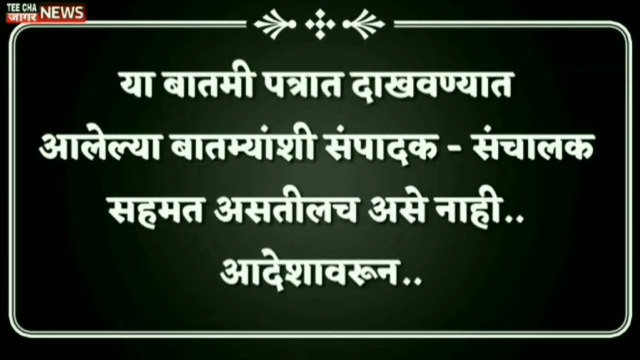 TEE CHA
जागर NEWS
या बातमी पत्रात दाखवण्यात
आलेल्या बातम्यांशी संपादक - संचालक
सहमत असतीलच असे नाही..
आदेशावरून..